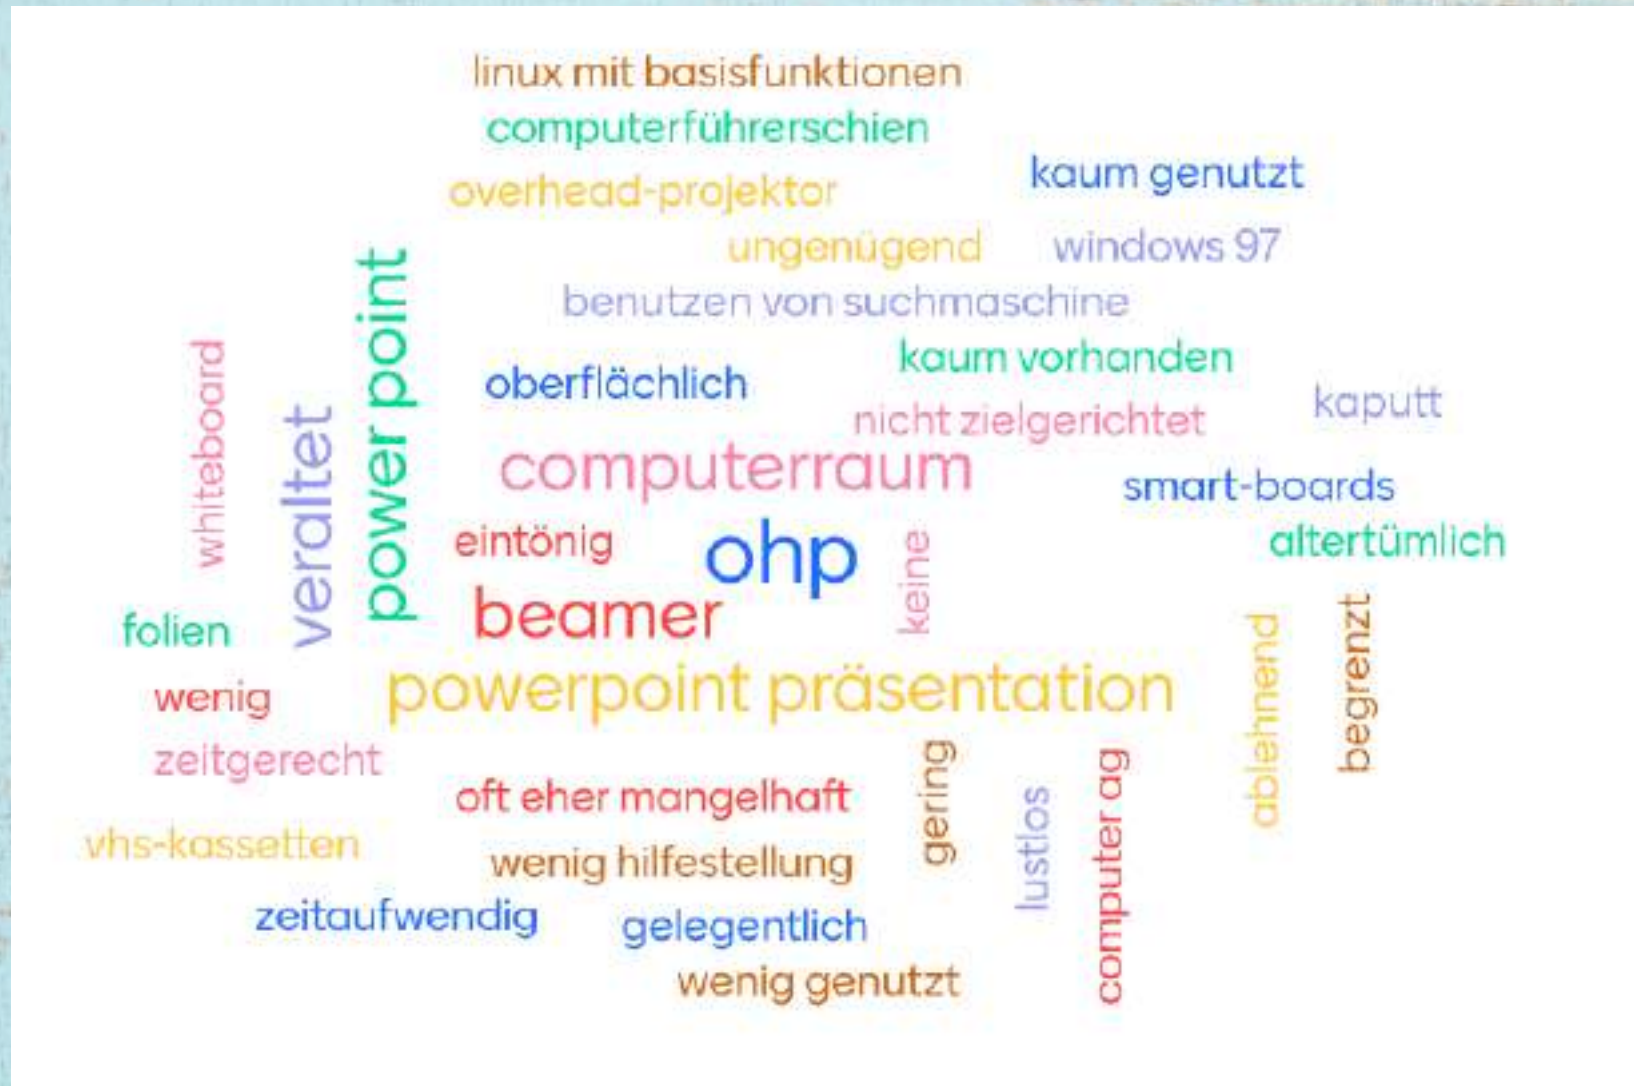 linux mit basisfunktionen
computerführerschien
kaum genutzt
overhead-projektor
ungenügend
windows 97
benutzen von suchmaschine
power point
whiteboard
kaum vorhanden
oberflächlich
kaputt
nicht zielgerichtet
veraltet
computerraum
smart-boards
eintönig
ohp
keine
altertümlich
beamer
folien
ablehnend
begrenzt
wenig
powerpoint präsentation
zeitgerecht
oft eher mangelhaft
gering
lustlos
computer ag
vhs-kassetten
wenig hilfestellung
zeitaufwendig
gelegentlich
wenig genutzt